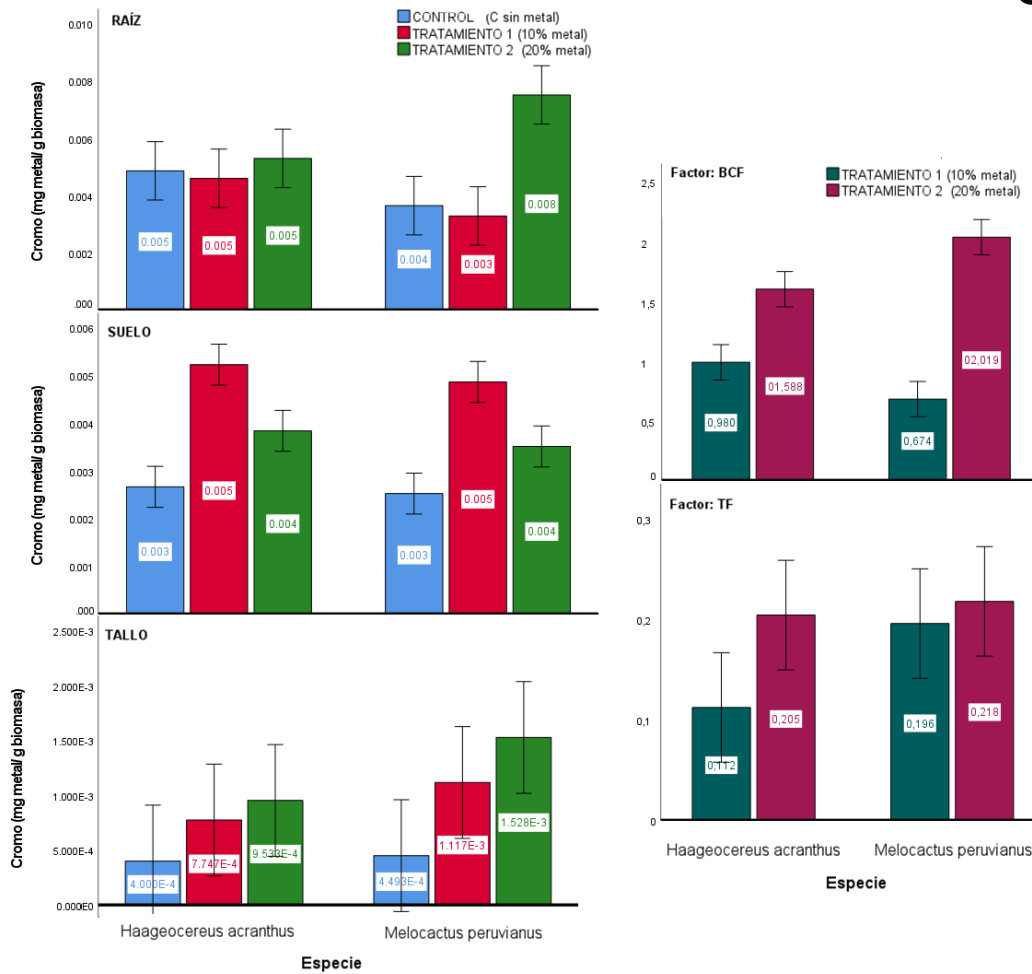 RAÍZ
CONTROL (C sin metal)
TRATAMIENTO 1 (10% metal)
TRATAMIENTO 2 (20% metal)
Cromo (mg metal/ g biomasa)
0.010
0.008
0.006
0.004
0.002
.000
0.005
0.005
0.005
0.004
0.003
0.008
SUELO
Cromo (mg metal/ g biomasa)
0.006
0.005
0.004
0.003
0.002
0.001
.000
0.003
0.005
0.004
0.003
0.005
0.004
TALLO
Cromo (mg metal/ g biomasa)
2.500E-3
2.000E-3
1.500E-3
1.000E-3
5.000E-4
0.000E0
4.000E-4
7.747E-4
9.533E-4
4.493E-4
1.117E-3
1.528E-3
Haageocereus acranthus
Melocactus peruvianus
Especie
Factor: BCF
TRATAMIENTO 1 (10% metal)
TRATAMIENTO 2 (20% metal)
2,5
2
1,5
1
0,5
0
0,980
01,588
0,674
02,019
Factor: TF
0,3
0,2
0,1
0
0,112
0,205
0,196
0,218
Haageocereus acranthus
Melocactus peruvianus
Especie